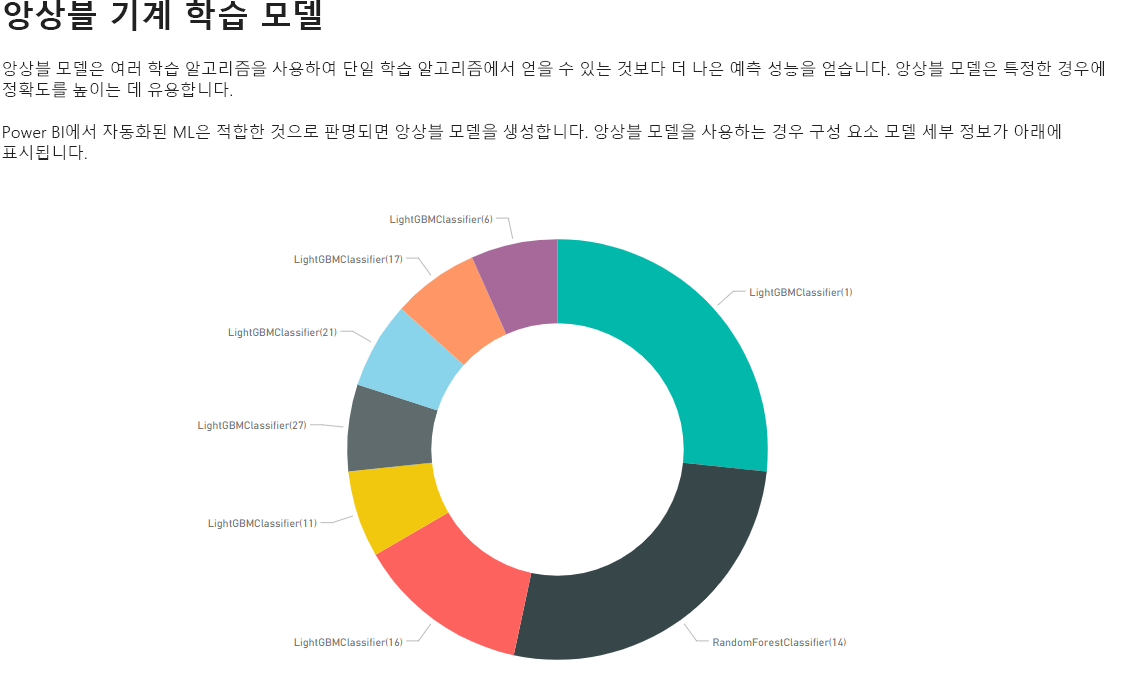 앙상블 기계 학습 모델
앙상블 모델은 여러 학습 알고리즘을 사용하여 단일 학습 알고리즘에서 얻을 수 있는 것보다 더 나은 예측 성능을 얻습니다. 앙상블 모델은 특정한 경우에
정확도를 높이는 데 유용합니다.
Power BI에서 자동화된 ML은 적합한 것으로 판명되면 앙상블 모델을 생성합니다. 앙상블 모델을 사용하는 경우 구성 요소 모델 세부 정보가 아래에
표시됩니다.
LightGBMClassifier(6)
LightGBMClassifier(17)
LightGBMClassifier(1)
LightGBMClassifier(21)
LightGBMClassifier(27)
LightGBMClassifier(11)
LightGBMClassifier(16)
RandomForestClassifier(14)